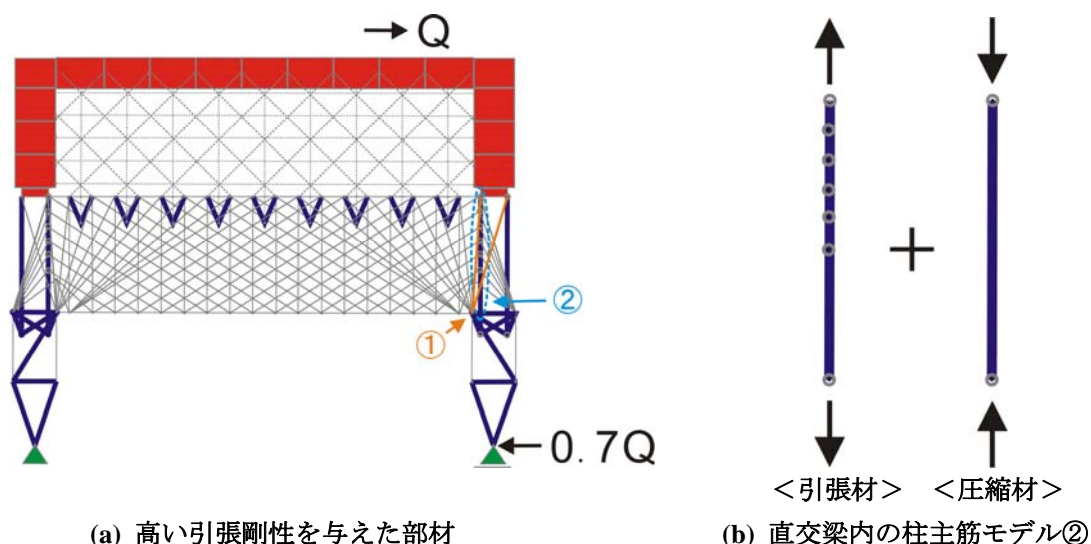 Q
①
②
0.7Q
+
＜引張材＞ ＜圧縮材＞
(a) 高い引張剛性を与えた部材
(b) 直交梁内の柱主筋モデル②